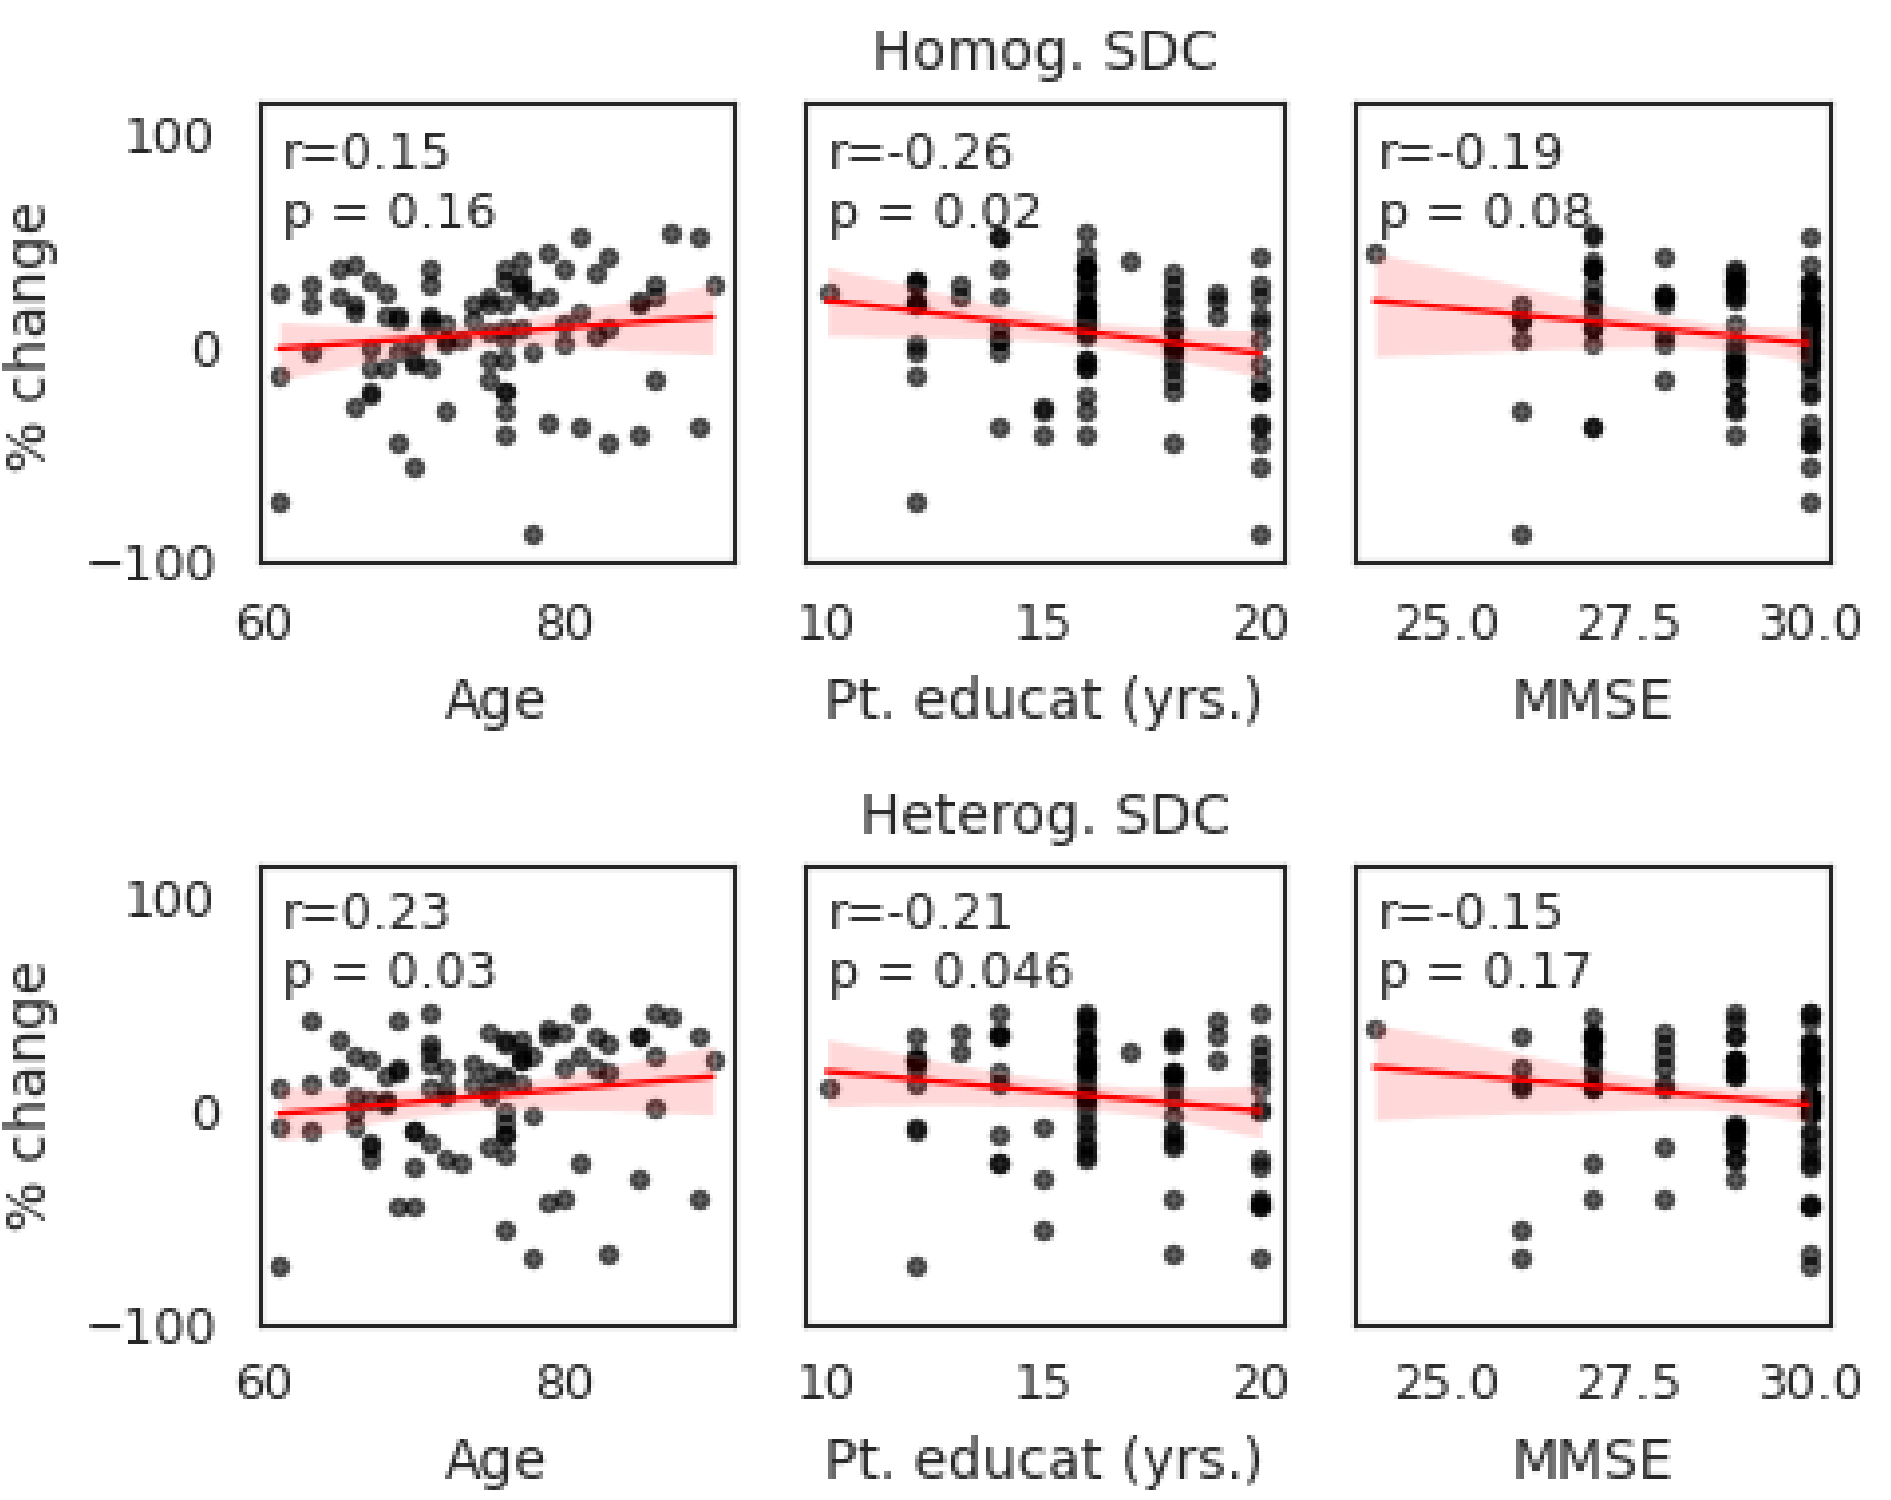 Homog. SDC
% change
100
0
−100
r=0.15
p = 0.16
60
80
Age
r=-0.26
p = 0.02
10
15
20
Pt. educat (yrs.)
r=-0.19
p = 0.08
25.0
27.5
30.0
MMSE
Heterog. SDC
% change
100
0
−100
r=0.23
p = 0.03
60
80
Age
r=-0.21
p = 0.046
10
15
20
Pt. educat (yrs.)
r=-0.15
p = 0.17
25.0
27.5
30.0
MMSE